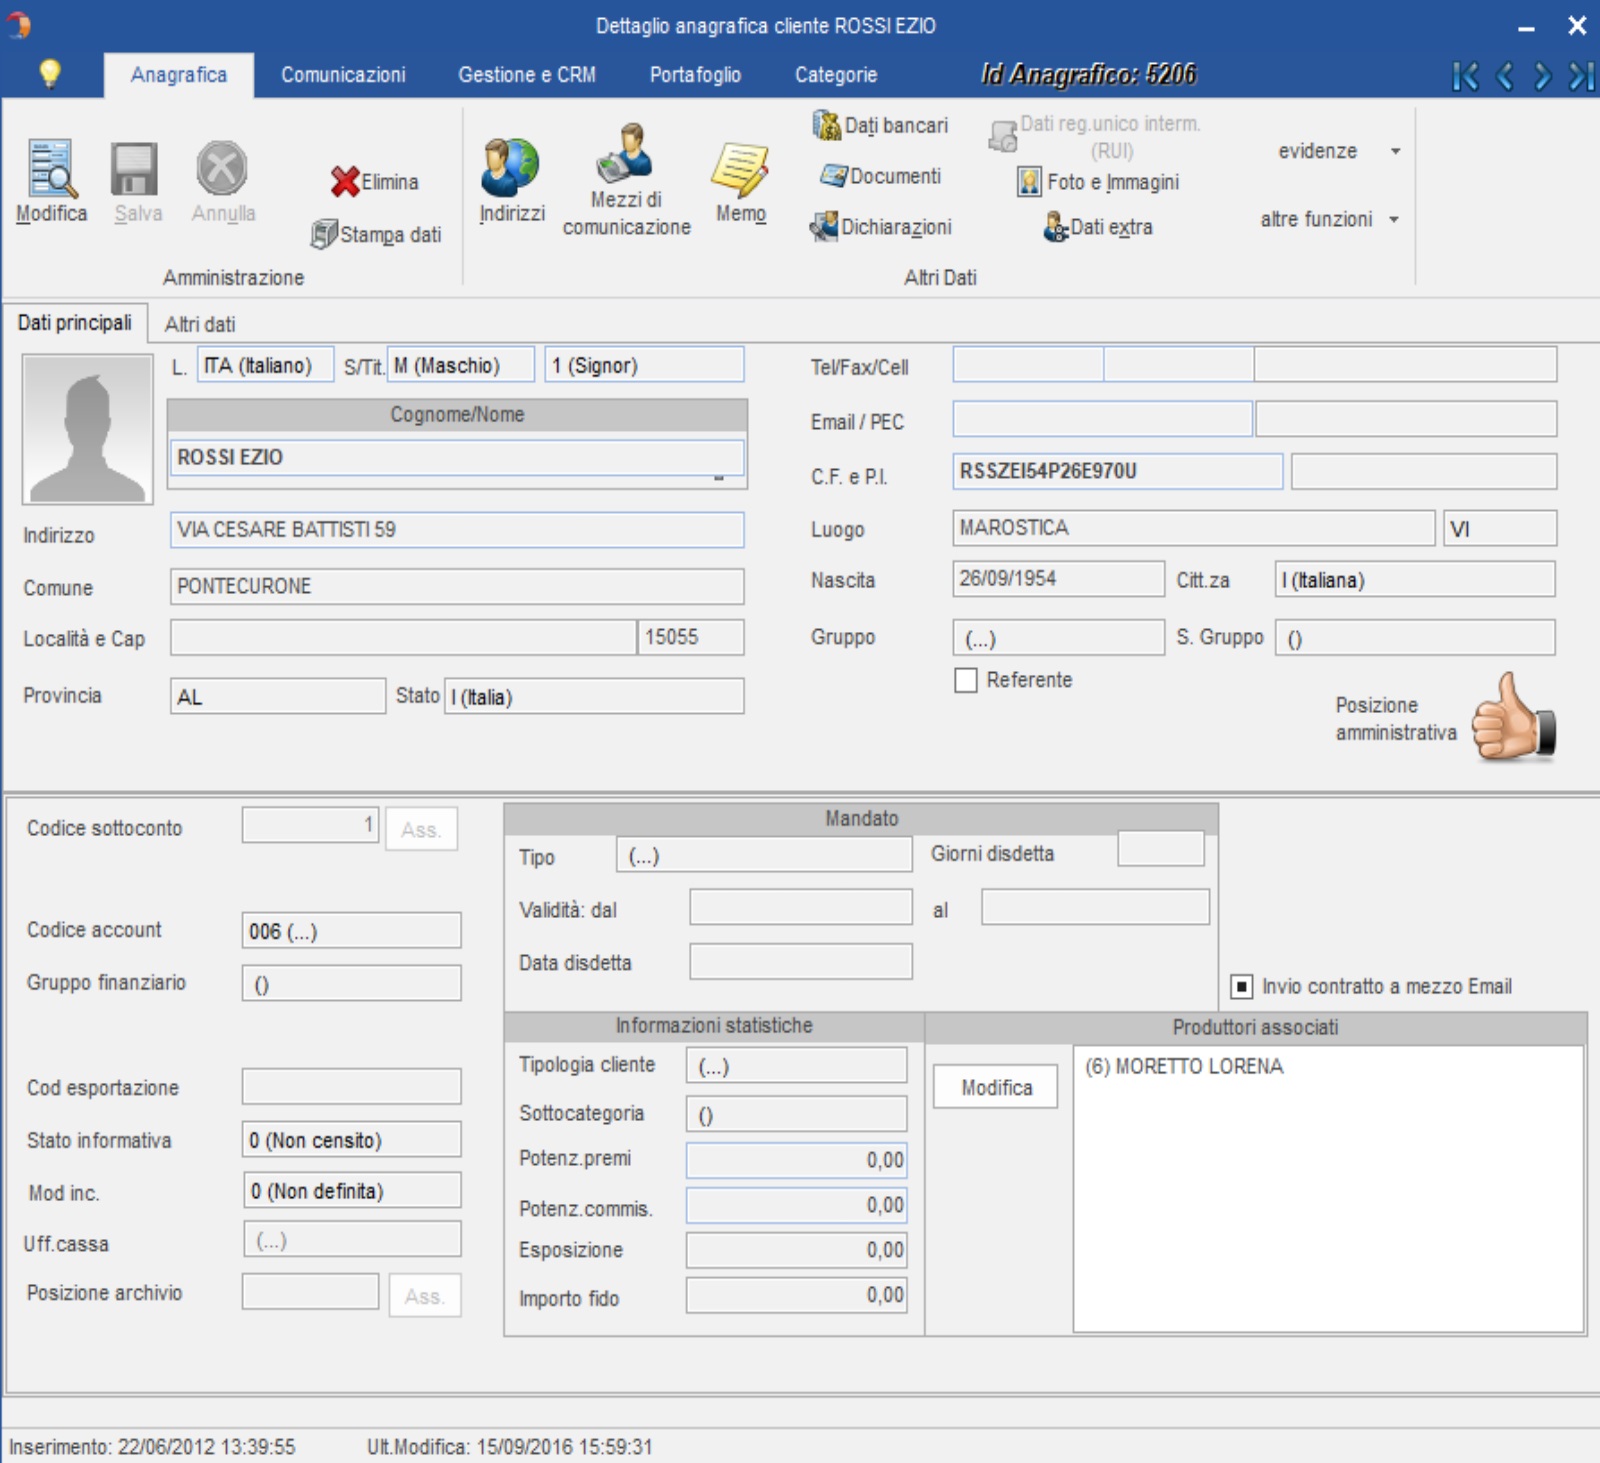 Dettaglio anagrafica cliente ROSSI EZIO
Anagrafica Comunicazioni Gestione e CRM Portafoglio Categorie Id Anagrafico: 5206
Modifica Salva Annulla
Elimina
Stampa dati
Amministrazione
Indirizzi
Mezzi di
comunicazione
Memo
Dati bancari
Documenti
Dichiarazioni
Dati reg.unico interm.
(RUI)
Foto e Immagini
Dati extra
evidenze
altre funzioni
Altri Dati
Dati principali Altri dati
L. ITA (Italiano) S/Tit. M (Maschio) 1 (Signor)
Cognome/Nome
ROSSI EZIO
Indirizzo VIA CESARE BATTISTI 59
Comune PONTECURONE
Località e Cap 15055
Provincia AL Stato I (Italia)
Tel/Fax/Cell
Email / PEC
C.F. e P.I. RSSZEI54P26E970U
Luogo MAROSTICA VI
Nascita 26/09/1954 Citt.za I (Italiana)
Gruppo (...) S. Gruppo ()
Referente
Posizione
amministrativa
Codice sottoconto 1 Ass.
Codice account 006 (...)
Gruppo finanziario ()
Cod esportazione
Stato informativa 0 (Non censito)
Mod inc. 0 (Non definita)
Uff.cassa (...)
Posizione archivio Ass.
Mandato
Tipo (...) Giorni disdetta
Validità: dal al
Data disdetta
Invio contratto a mezzo Email
Informazioni statistiche
Tipologia cliente (...)
Sottocategoria ()
Potenz.premi 0,00
Potenz.commis. 0,00
Esposizione 0,00
Importo fido 0,00
Produttori associati
Modifica
(6) MORETTO LORENA
Inserimento: 22/06/2012 13:39:55 Ult.Modifica: 15/09/2016 15:59:31